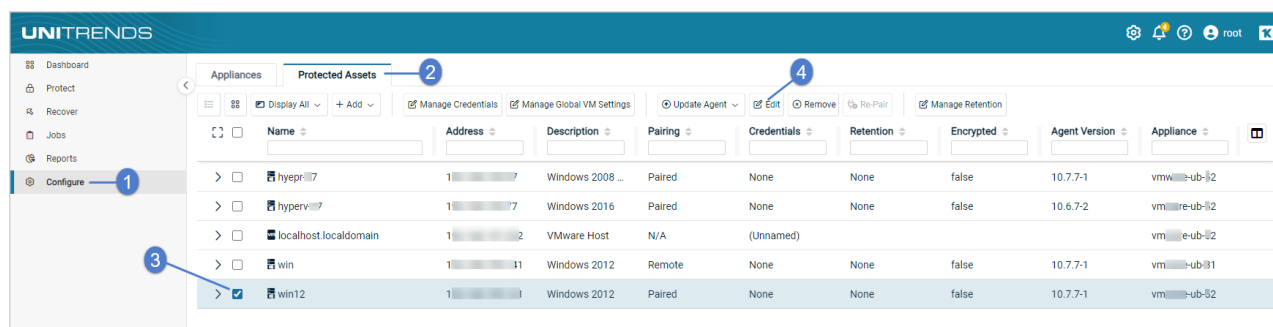 UNITRENDS
4
root
Dashboard
Protect
Recover
Jobs
Reports
Configure
1
Appliances
Protected Assets
2
4
Display All
Add
Manage Credentials
Manage Global VM Settings
Update Agent
Edit
Remove
Re-Pair
Manage Retention
Name Address Description Pairing Credentials Retention Encrypted Agent Version Appliance
Windows 2008 ... Paired None None false 10.7.7-1
Windows 2016 Paired None None false 10.6.7-2
localhost.localdomain VMware Host N/A (Unnamed)
3
win Windows 2012 Remote None None false 10.7.7-1
win12 Windows 2012 Paired None None false 10.7.7-1